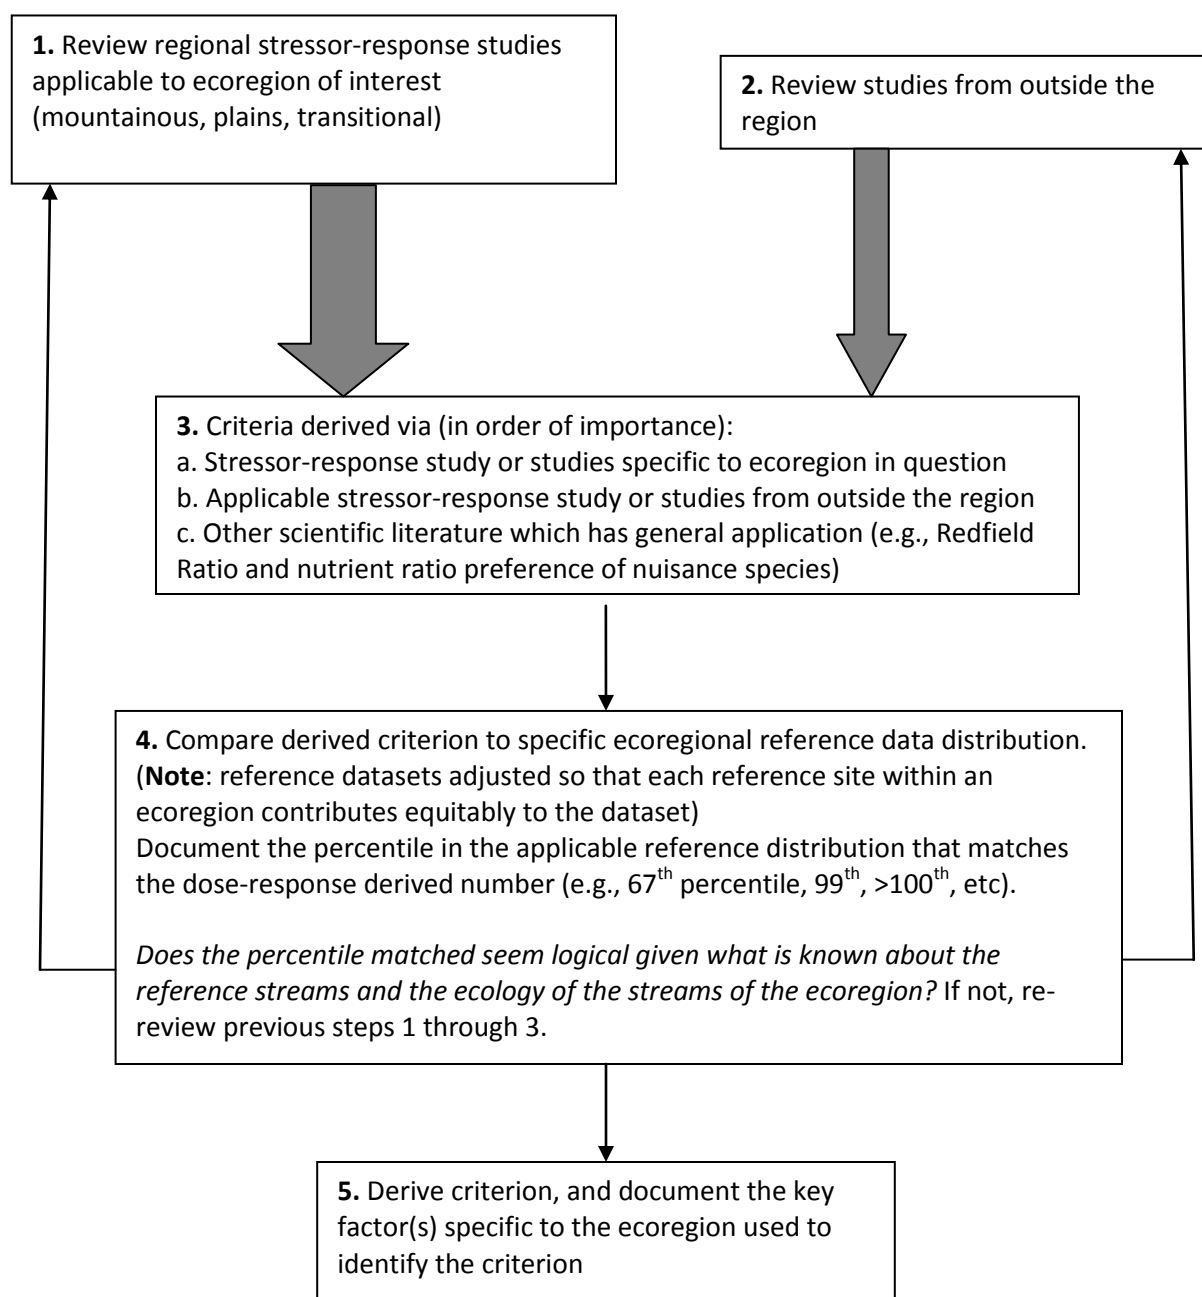 1. Review regional stressor-response studies
applicable to ecoregion of interest
(mountainous, plains, transitional)
2. Review studies from outside the
region
3. Criteria derived via (in order of importance):
a. Stressor-response study or studies specific to ecoregion in question
b. Applicable stressor-response study or studies from outside the region
c. Other scientific literature which has general application (e.g., Redfield
Ratio and nutrient ratio preference of nuisance species)
4. Compare derived criterion to specific ecoregional reference data distribution.
(Note: reference datasets adjusted so that each reference site within an
ecoregion contributes equitably to the dataset)
Document the percentile in the applicable reference distribution that matches
the dose-response derived number (e.g., 67th percentile, 99th, >100th, etc).
Does the percentile matched seem logical given what is known about the
reference streams and the ecology of the streams of the ecoregion? If not, re-
review previous steps 1 through 3.
5. Derive criterion, and document the key
factor(s) specific to the ecoregion used to
identify the criterion